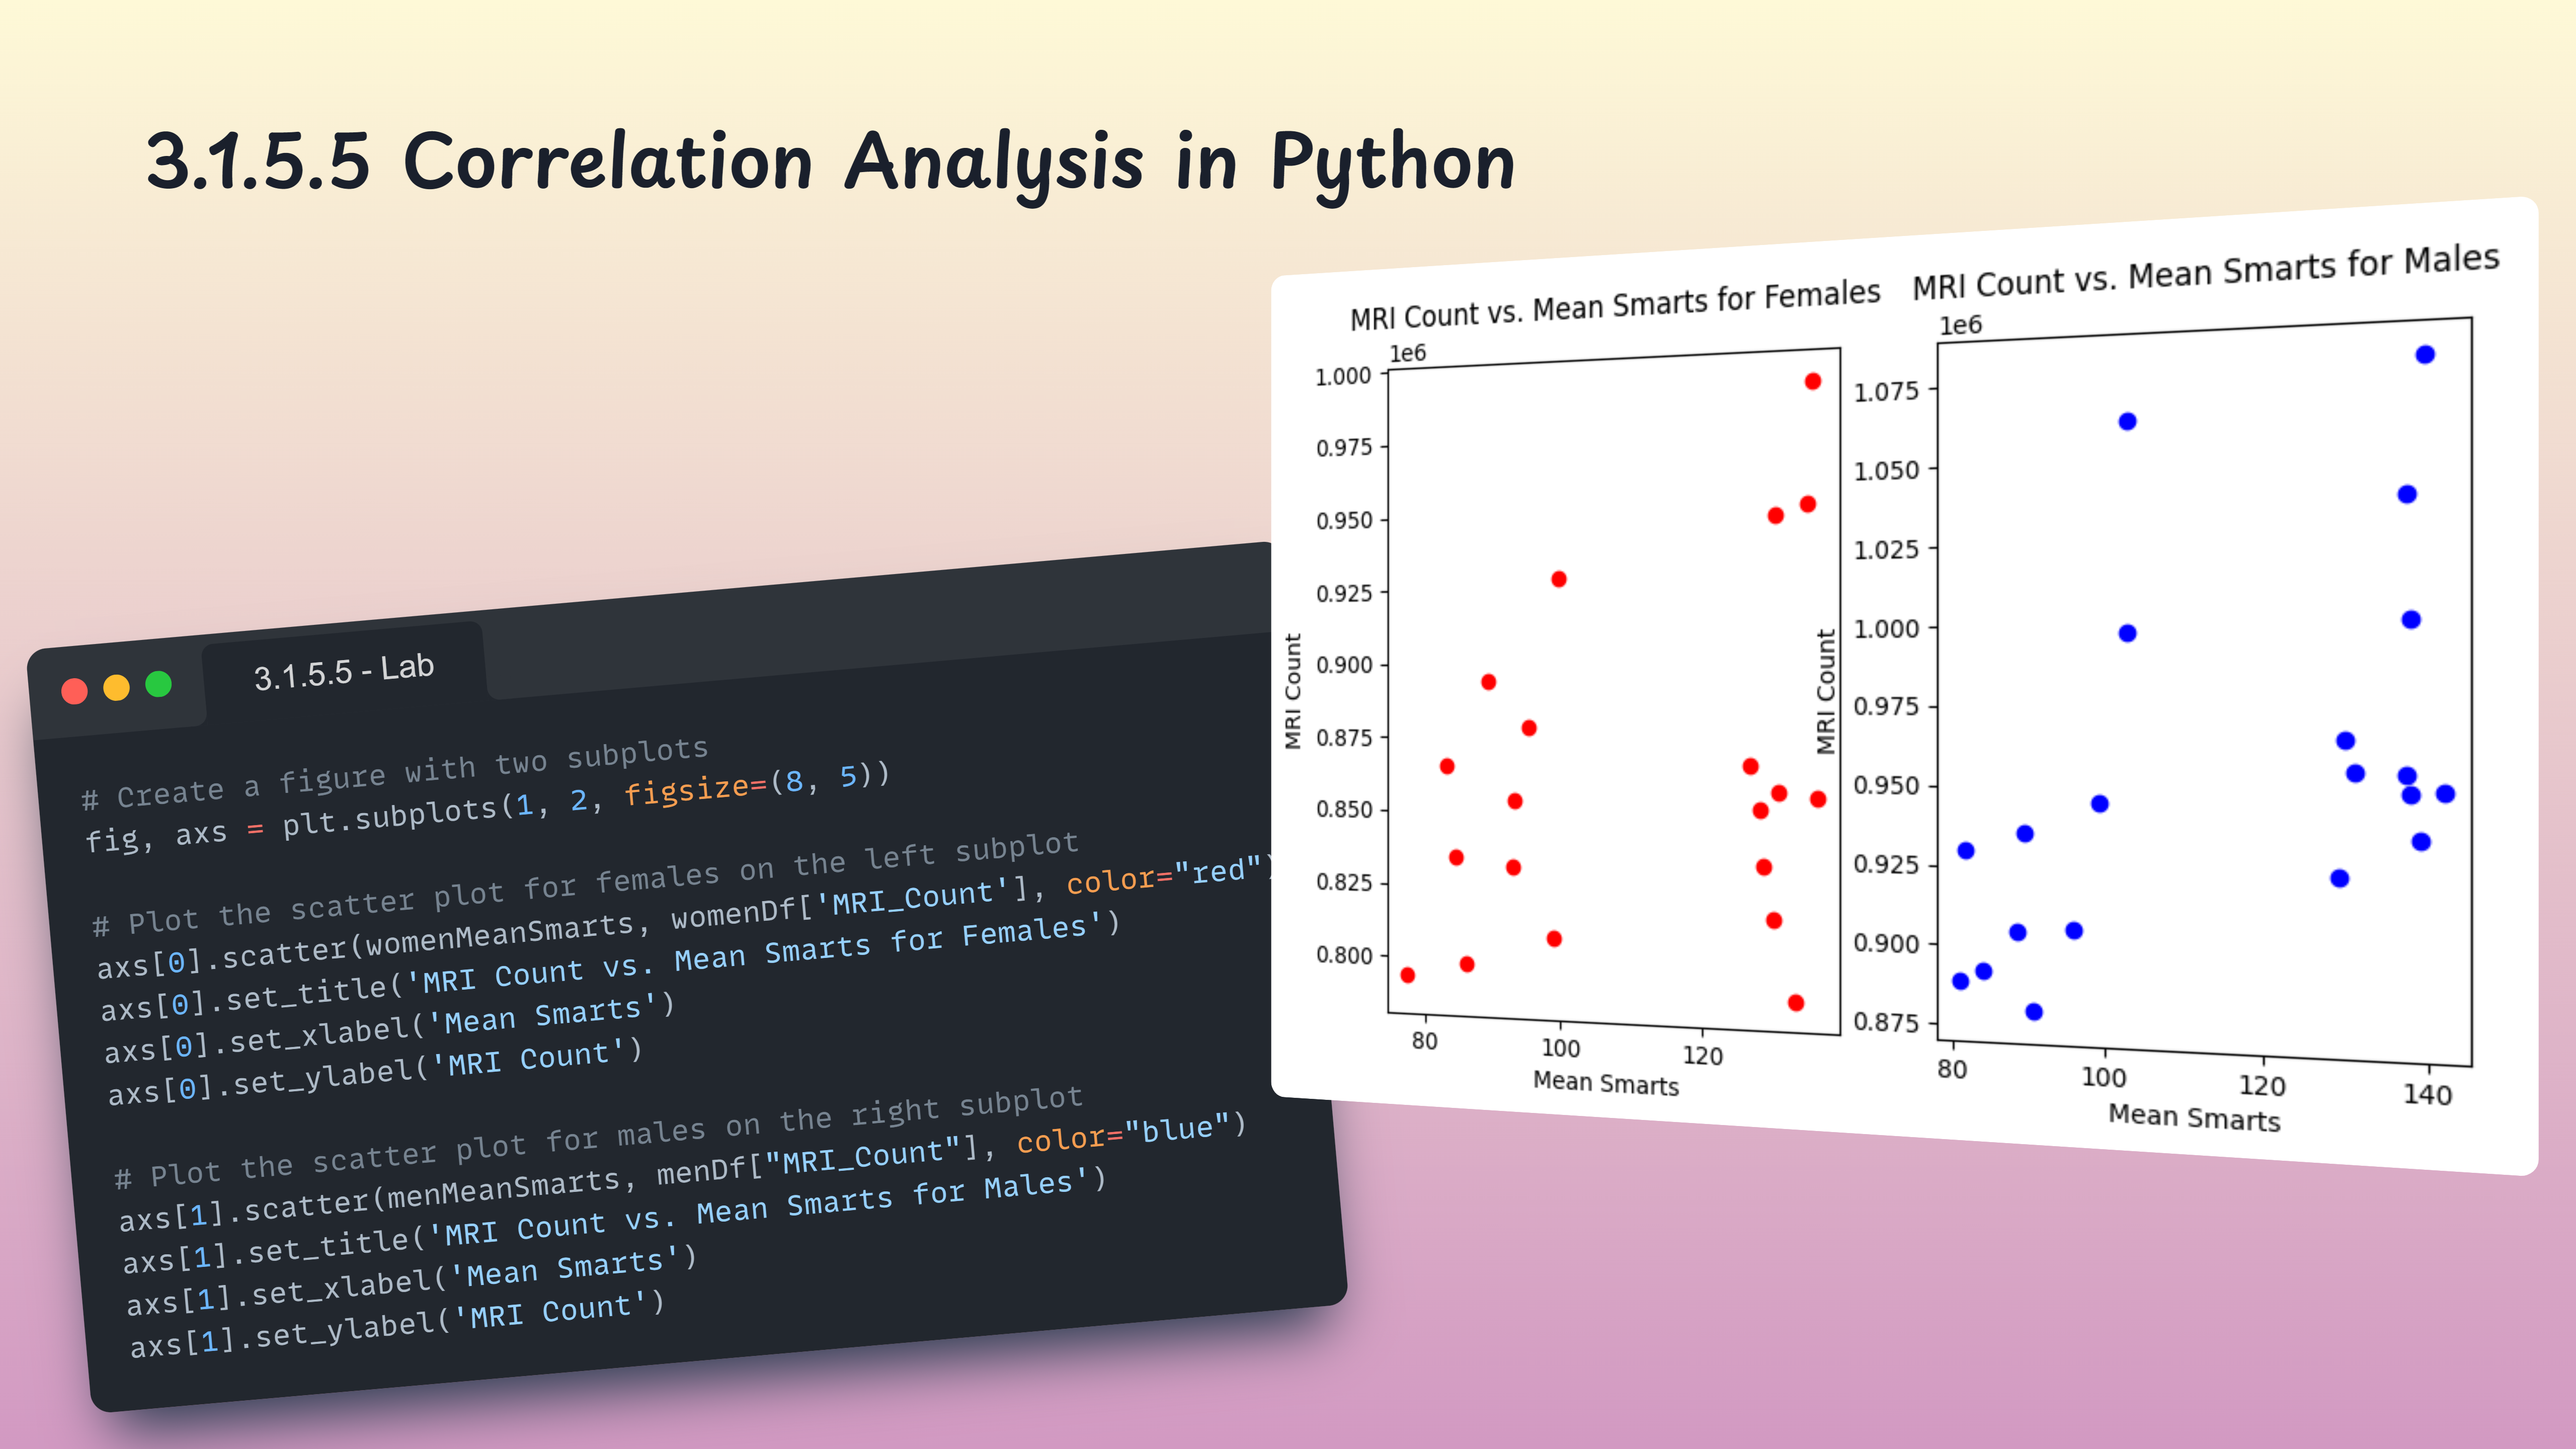 3.1.5.5 Correlation Analysis in Python
3.1.5.5 - Lab
# Create a figure with two subplots
fig, axs = plt.subplots(1, 2, figsize=(8, 5))
# Plot the scatter plot for females on the left subplot
axs[0].scatter(womenMeanSmarts, womenDf['MRI_Count'], color="red")
axs[0].set_title('MRI Count vs. Mean Smarts for Females')
axs[0].set_xlabel('Mean Smarts')
axs[0].set_ylabel('MRI Count')
# Plot the scatter plot for males on the right subplot
axs[1].scatter(menMeanSmarts, menDf["MRI_Count"], color="blue")
axs[1].set_title('MRI Count vs. Mean Smarts for Males')
axs[1].set_xlabel('Mean Smarts')
axs[1].set_ylabel('MRI Count')
MRI Count vs. Mean Smarts for Females
1e6
1.000
0.975
0.950
0.925
0.900
0.875
0.850
0.825
0.800
MRI Count
80
100
120
Mean Smarts
MRI Count vs. Mean Smarts for Males
1e6
1.075
1.050
1.025
1.000
0.975
0.950
0.925
0.900
0.875
MRI Count
80
100
120
140
Mean Smarts